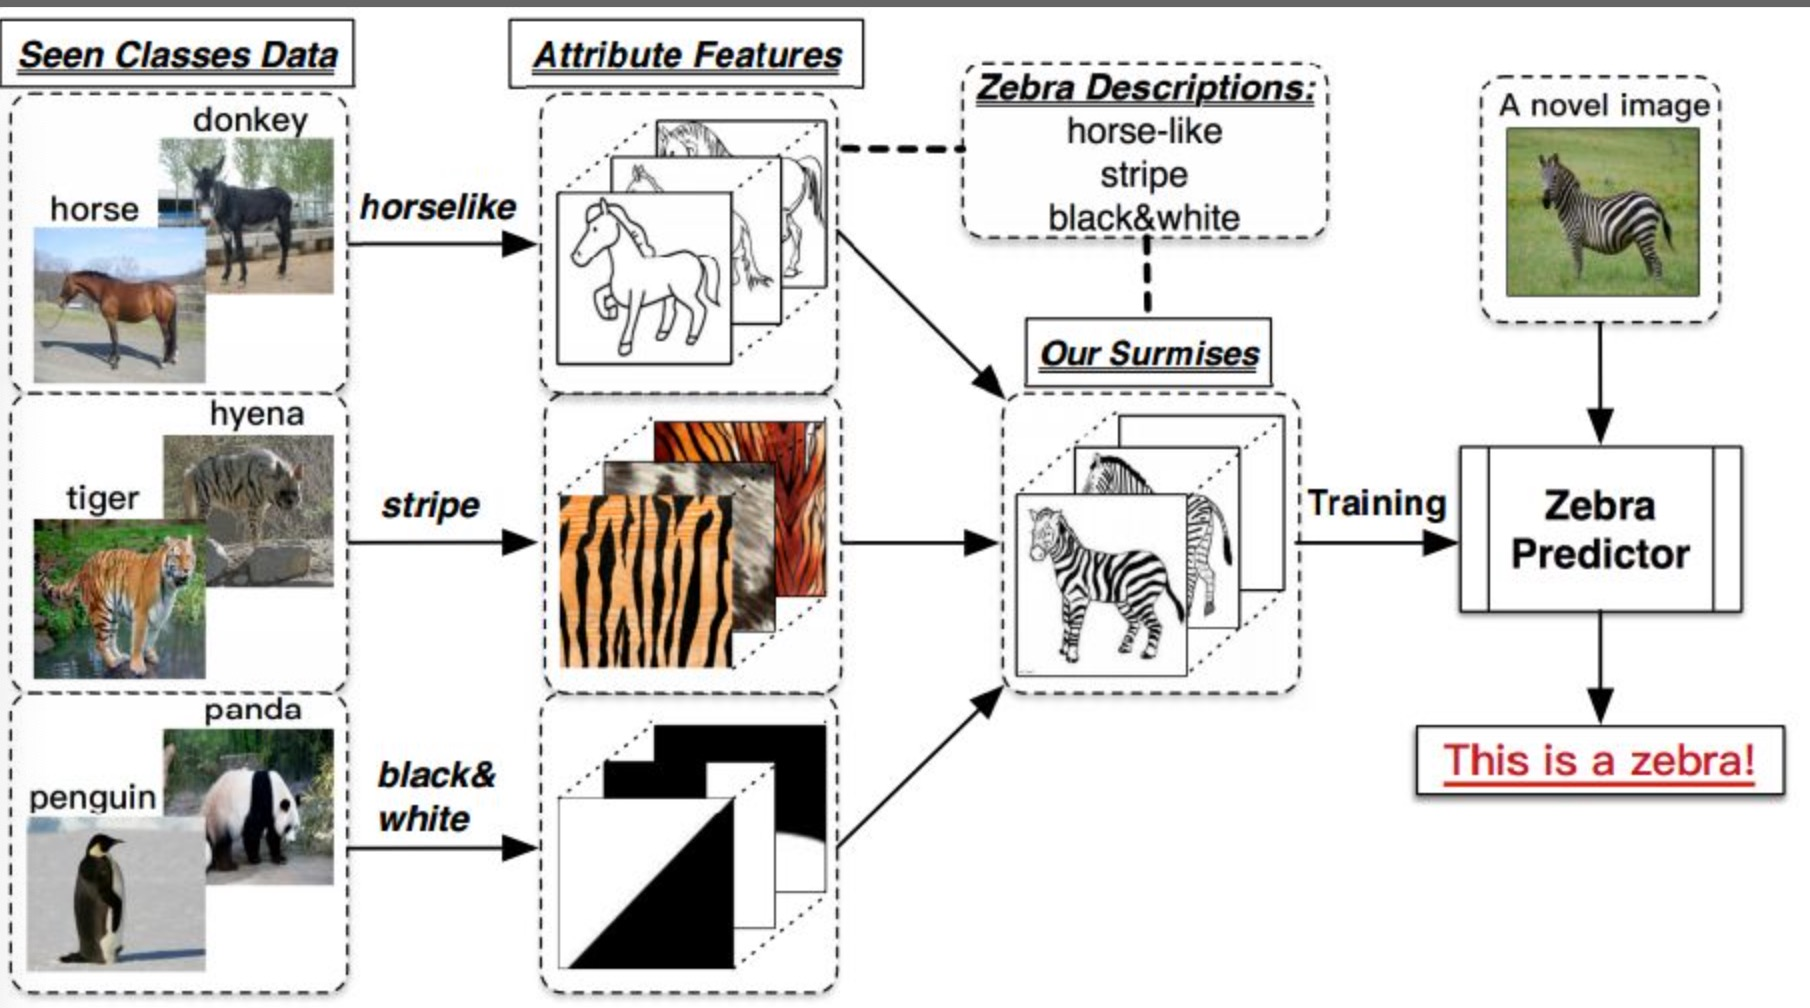 Seen Classes Data
donkey
horse
hyena
tiger
panda
penguin
horselike
stripe
black&
white
Attribute Features
Zebra Descriptions:
horse-like
stripe
black&white
Our Surmises
Training
A novel image
Zebra
Predictor
This is a zebra!